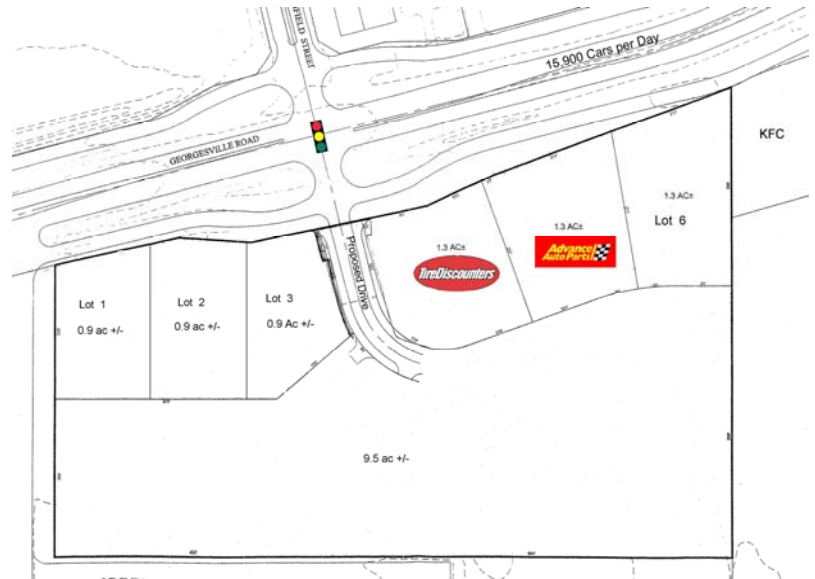 STREET
15,900 Cars per Day
GEORGESVILLE ROAD
KFC
1.3 AC±
Lot 6
1.3 AC±
Advance
Auto Parts
1.3 AC±
TireDiscounters
Proposed Drive
Lot 1
0.9 ac +/-
Lot 2
0.9 ac +/-
Lot 3
0.9 Ac +/-
9.5 ac +/-